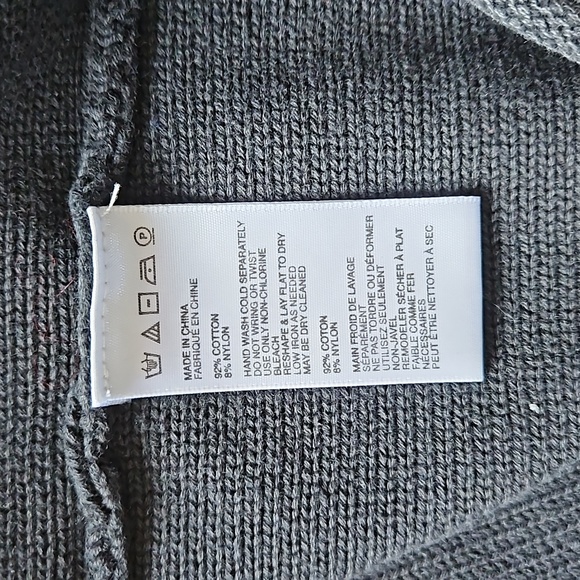 MADE IN CHINA
FABRIQUÉ EN CHINE
92% COTTON
8% NYLON
HAND WASH COLD SEPARATELY
DO NOT WRING OR TWIST
USE ONLY NON-CHLORINE
BLEACH
RESHAPE & LAY FLAT TO DRY
LOW IRON AS NEEDED
MAY BE DRY CLEANED
92% COTTON
8% NYLON
MAIN FROID DE LAVAGE
SÉPARÉMENT
NE PAS TORDRE OU DÉFORMER
UTILISEZ SEULEMENT
NON-JAVEL
REMODELER SÉCHER À PLAT
FAIBLE COMME FER
NÉCESSAIRES
PEUT ÊTRE NETTOYER À SEC
P